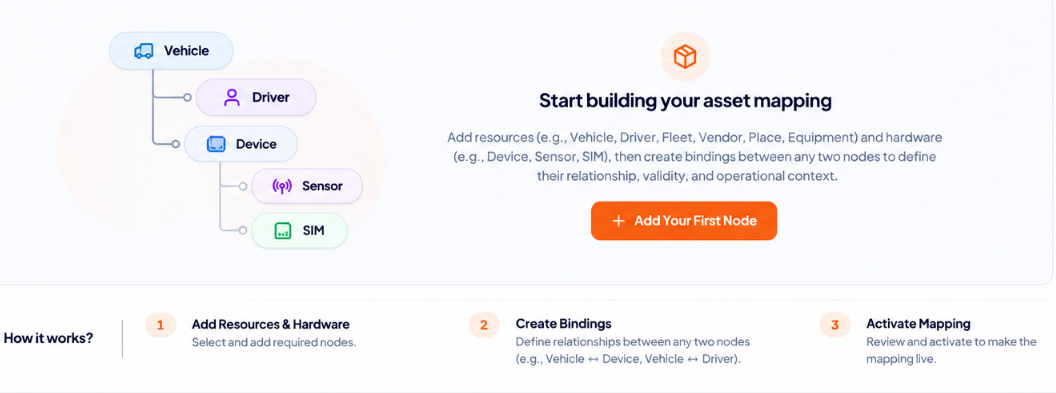 Vehicle
Driver
Device
Sensor
SIM
Start building your asset mapping
Add resources (e.g., Vehicle, Driver, Fleet, Vendor, Place, Equipment) and hardware
(e.g., Device, Sensor, SIM), then create bindings between any two nodes to define
their relationship, validity, and operational context.
+ Add Your First Node
How it works?
1
Add Resources & Hardware
Select and add required nodes.
2
Create Bindings
Define relationships between any two nodes
(e.g., Vehicle ↔ Device, Vehicle ↔ Driver).
3
Activate Mapping
Review and activate to make the
mapping live.